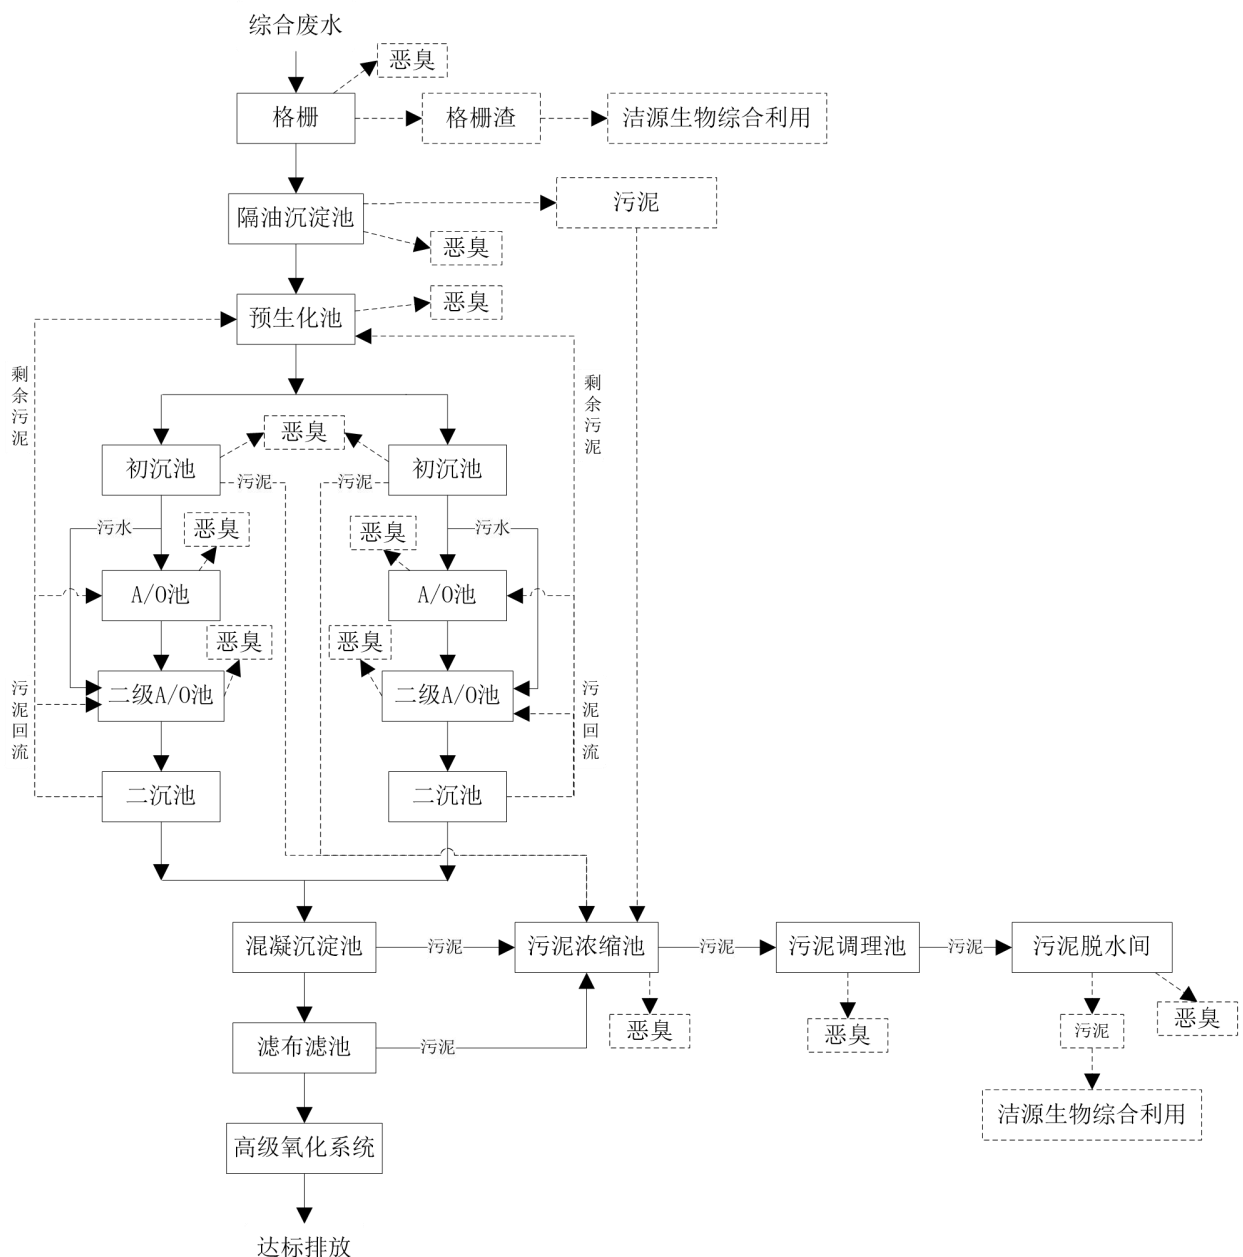 综合废水
恶臭
格栅
格栅渣
洁源生物综合利用
隔油沉淀池
污泥
恶臭
预生化池
恶臭
剩余污泥
剩余污泥
恶臭
初沉池
初沉池
污泥
污泥
污水
恶臭
恶臭
污水
A/O池
A/O池
恶臭
恶臭
二级A/O池
二级A/O池
污泥回流
污泥回流
二沉池
二沉池
混凝沉淀池
污泥
污泥浓缩池
污泥
污泥调理池
污泥
污泥脱水间
恶臭
恶臭
污泥
恶臭
滤布滤池
污泥
洁源生物综合利用
高级氧化系统
达标排放